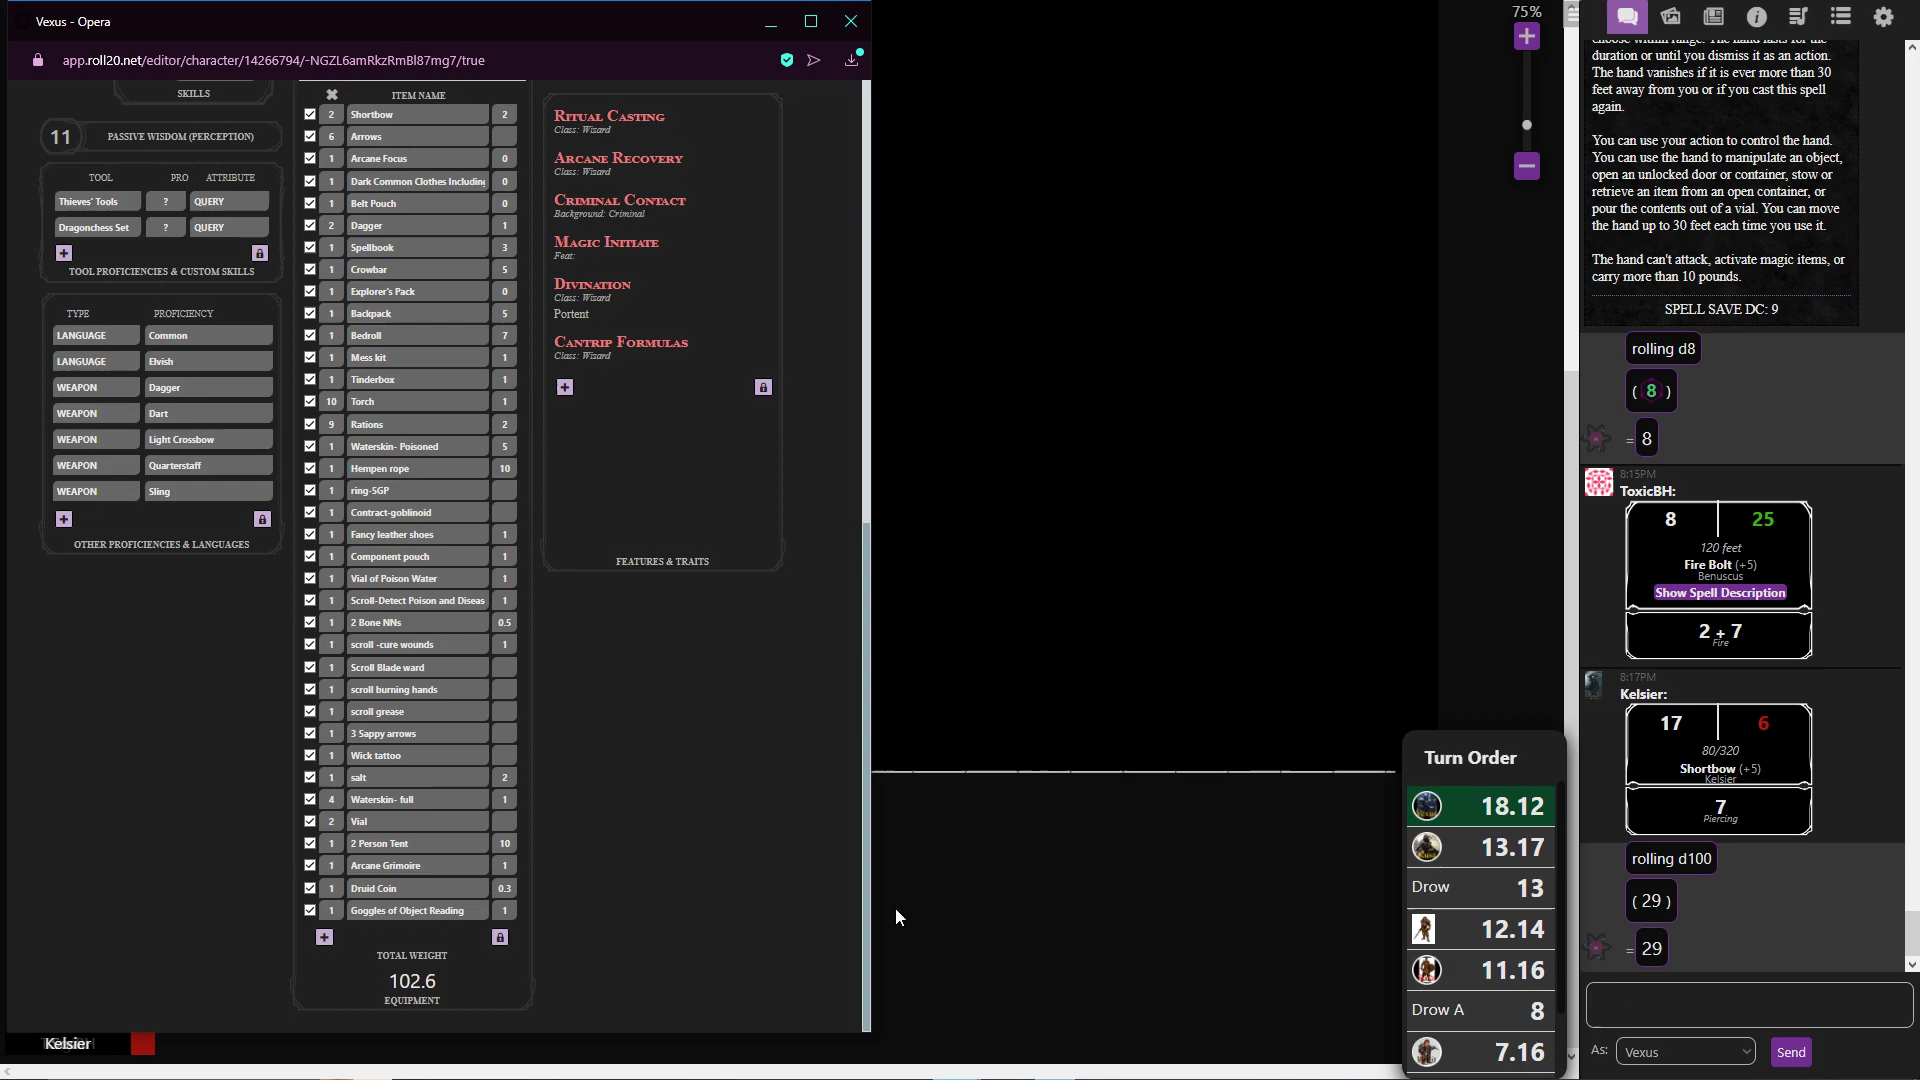 Vexus - Opera
app.roll20.net/editor/character/14266794/-NGZL6amRkzRmBl87mg7/true
SKILLS
11 PASSIVE WISDOM (PERCEPTION)
TOOL PRO ATTRIBUTE
Thieves' Tools ? QUERY
Dragonchess Set ? QUERY
TOOL PROFICIENCIES & CUSTOM SKILLS
TYPE PROFICIENCY
LANGUAGE Common
LANGUAGE Elvish
WEAPON Dagger
WEAPON Dart
WEAPON Light Crossbow
WEAPON Quarterstaff
WEAPON Sling
OTHER PROFICIENCIES & LANGUAGES
ITEM NAME
2 Shortbow 2
6 Arrows
1 Arcane Focus 0
1 Dark Common Clothes Including 0
1 Belt Pouch 0
2 Dagger 1
1 Spellbook 3
1 Crowbar 5
1 Explorer's Pack 0
1 Backpack 5
1 Bedroll 7
1 Mess kit 1
1 Tinderbox 1
10 Torch 1
9 Rations 2
1 Waterskin- Poisoned 5
1 Hempen rope 10
1 ring-5GP
1 Contract-goblinoid
1 Fancy leather shoes 1
1 Component pouch 1
1 Vial of Poison Water 1
1 Scroll-Detect Poison and Diseas 1
1 2 Bone NNs 0.5
1 scroll -cure wounds 1
1 Scroll Blade ward
1 scroll burning hands
1 scroll grease
1 3 Sappy arrows
1 Wick tattoo
1 salt 2
4 Waterskin- full 1
2 Vial
1 2 Person Tent 10
1 Arcane Grimoire 1
1 Druid Coin 0.3
1 Goggles of Object Reading 1
TOTAL WEIGHT
102.6
EQUIPMENT
RITUAL CASTING
Class: Wizard
ARCANE RECOVERY
Class: Wizard
CRIMINAL CONTACT
Background: Criminal
MAGIC INITIATE
Feat:
DIVINATION
Class: Wizard
Portent
CANTRIP FORMULAS
Class: Wizard
FEATURES & TRAITS
Kelsier
75%
Turn Order
18.12
13.17
Drow 13
12.14
11.16
Drow A 8
7.16
choose within range. The hand lasts for the
duration or until you dismiss it as an action.
The hand vanishes if it is ever more than 30
feet away from you or if you cast this spell
again.
You can use your action to control the hand.
You can use the hand to manipulate an object,
open an unlocked door or container, stow or
retrieve an item from an open container, or
pour the contents out of a vial. You can move
the hand up to 30 feet each time you use it.
The hand can't attack, activate magic items, or
carry more than 10 pounds.
SPELL SAVE DC: 9
rolling d8
( 8 )
= 8
8:15PM
ToxicBH:
8 25
120 feet
Fire Bolt (+5)
Benuscus
Show Spell Description
2 + 7
Fire
8:17PM
Kelsier:
17 6
80/320
Shortbow (+5)
Kelsier
7
Piercing
rolling d100
( 29 )
= 29
As: Vexus Send